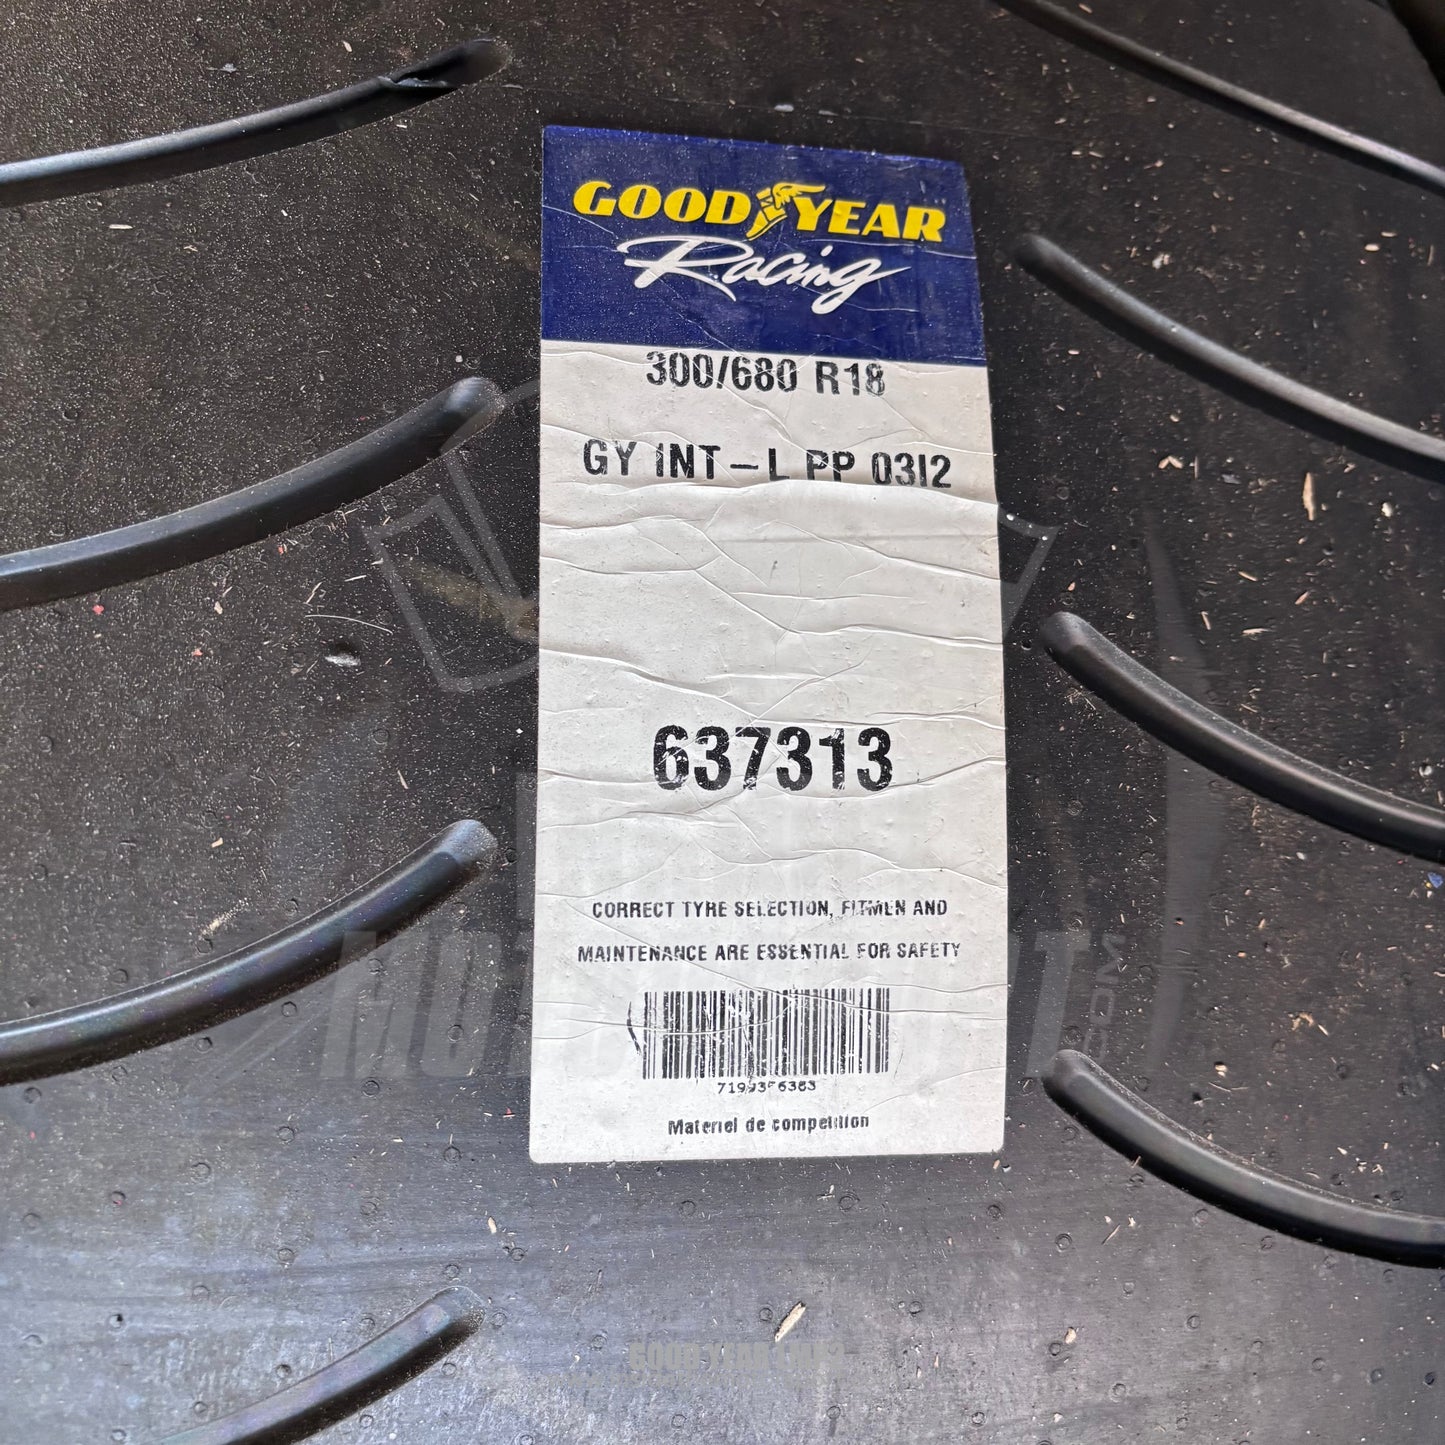 GOODYEAR
Racing
300/680 R18
GY INT-L PP 0312
637313
CORRECT TYRE SELECTION, FITMEN AND
MAINTENANCE ARE ESSENTIAL FOR SAFETY
Materiel de competition